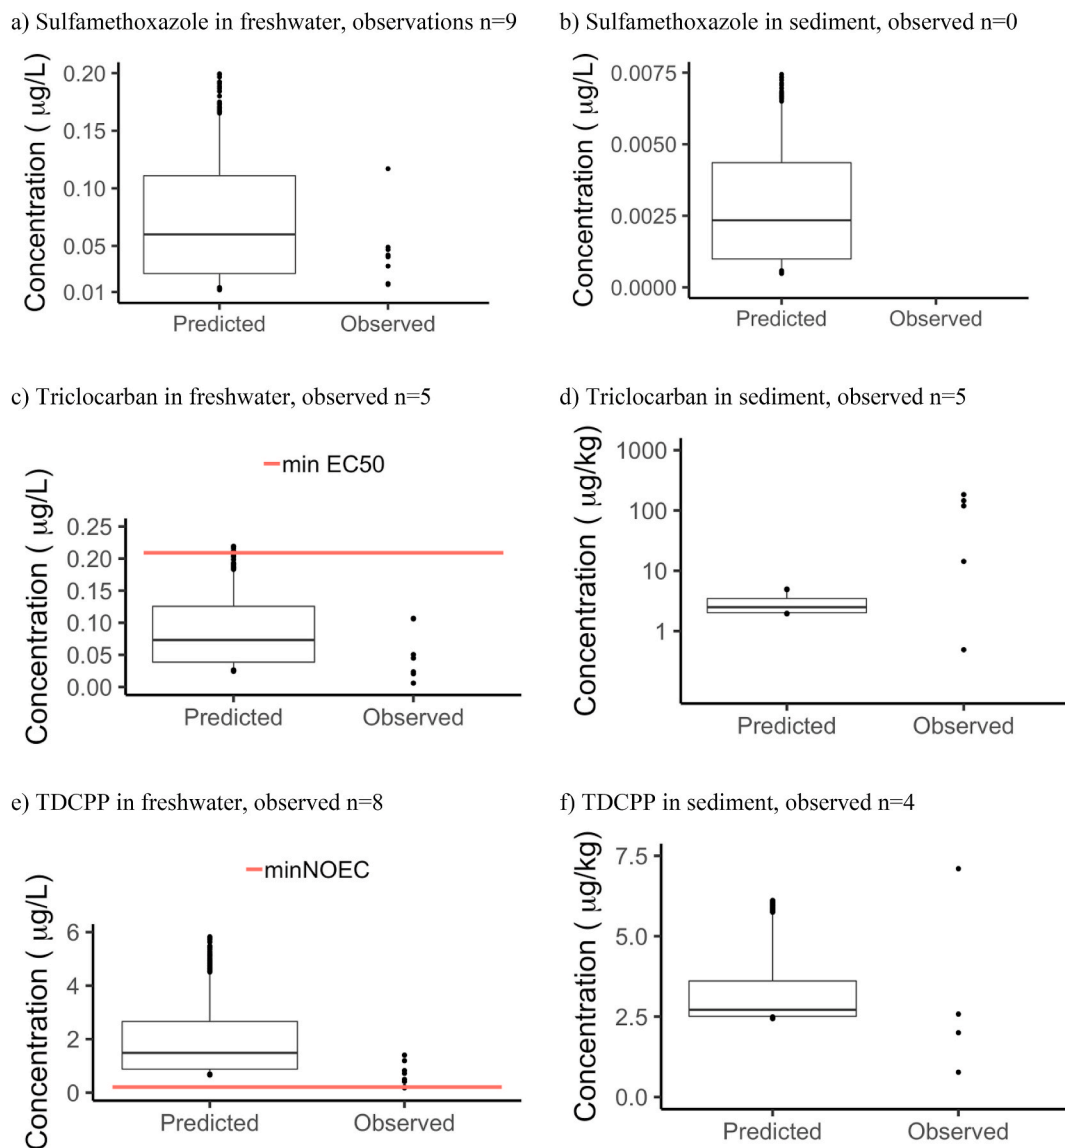 a) Sulfamethoxazole in freshwater, observations n=9
Concentration ( µg/L)
0.20
0.15
0.10
0.05
0.01
Predicted
Observed
b) Sulfamethoxazole in sediment, observed n=0
Concentration ( µg/L)
0.0075
0.0050
0.0025
0.0000
Predicted
Observed
c) Triclocarban in freshwater, observed n=5
min EC50
Concentration ( µg/L)
0.25
0.20
0.10
0.05
0.00
Predicted
Observed
d) Triclocarban in sediment, observed n=5
Concentration ( µg/kg)
1000
100
10
1
Predicted
Observed
e) TDCPP in freshwater, observed n=8
minNOEC
Concentration ( µg/L)
6
4
2
0
Predicted
Observed
f) TDCPP in sediment, observed n=4
Concentration ( µg/kg)
7.5
5.0
2.5
0.0
Predicted
Observed